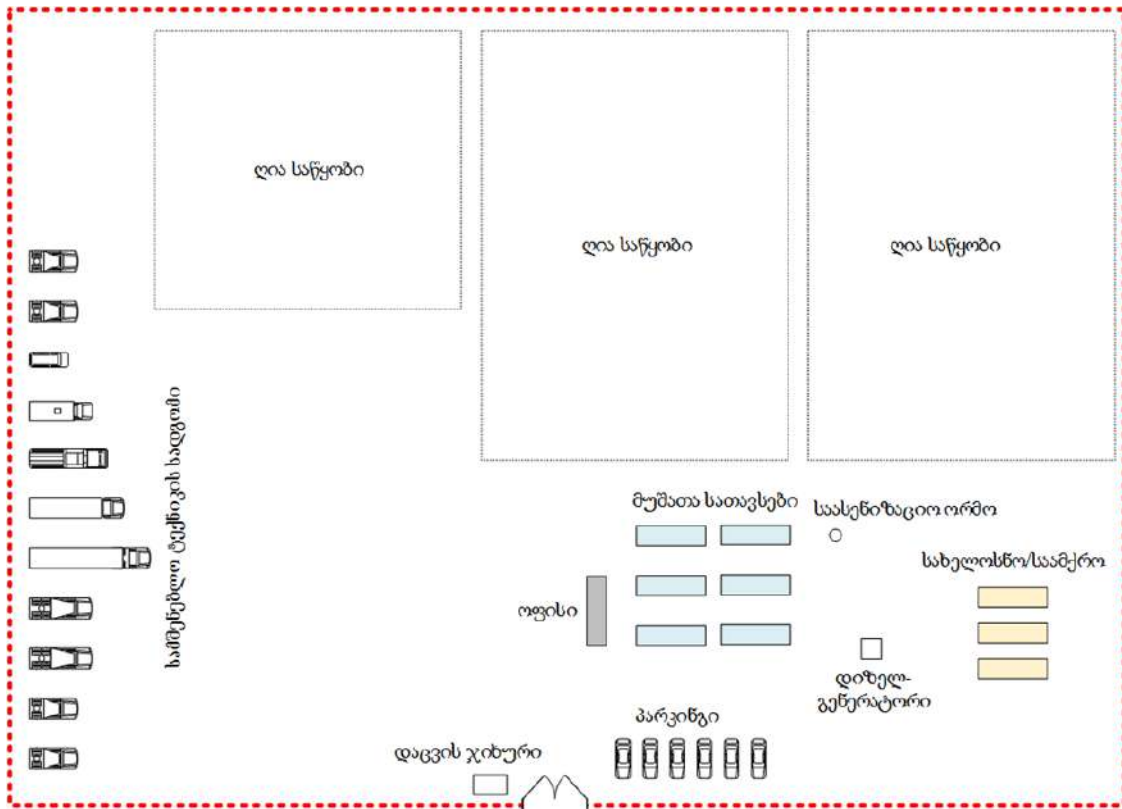 ღია საწყობი
ღია საწყობი
ღია საწყობი
სამშენებლო ტექნიკის სადგომი
მუშათა სათავსები
საასენიზაციო ორმო
სახელოსნო/საამქრო
ოფისი
დიზელ-
გენერატორი
პარკინგი
დაცვის ჯიხური